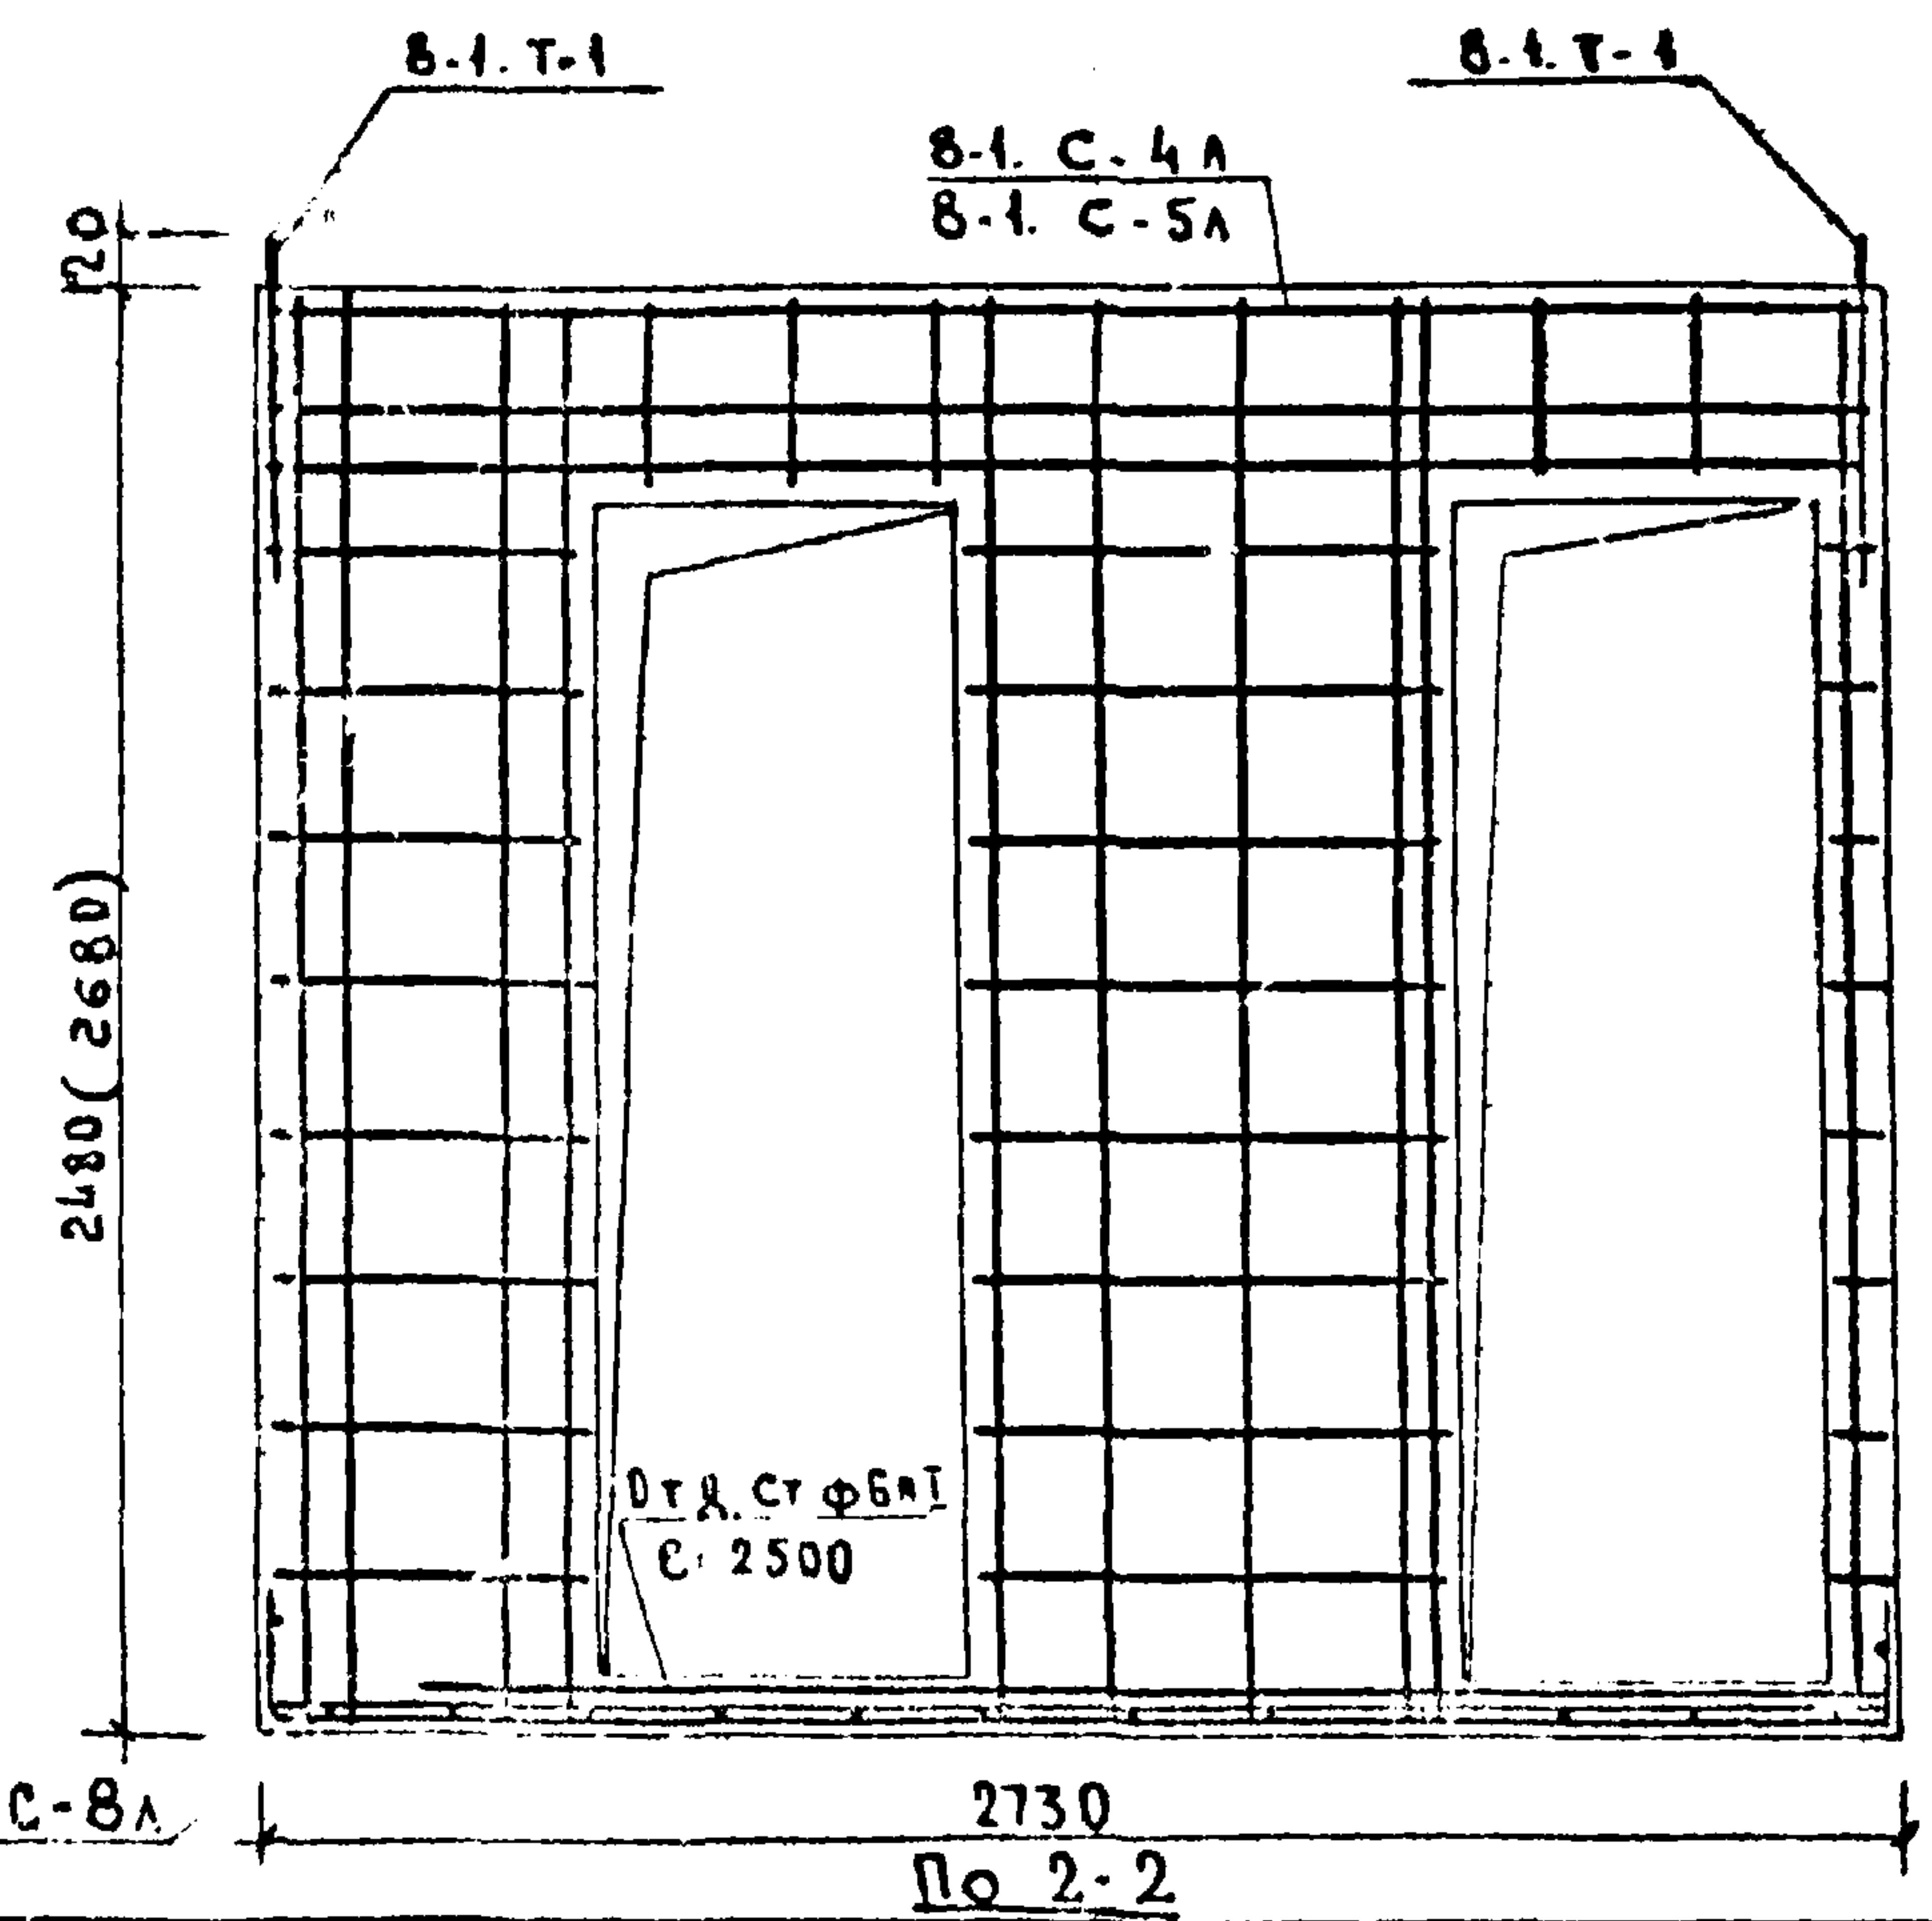 8-1. Т-1
8-1. Т-1
8-1. С-4Л
8-1. С-5Л
120
2480(2680)
Отд. Ст ф6АI
ℓ=2500
С-8Л
2730
По 2-2